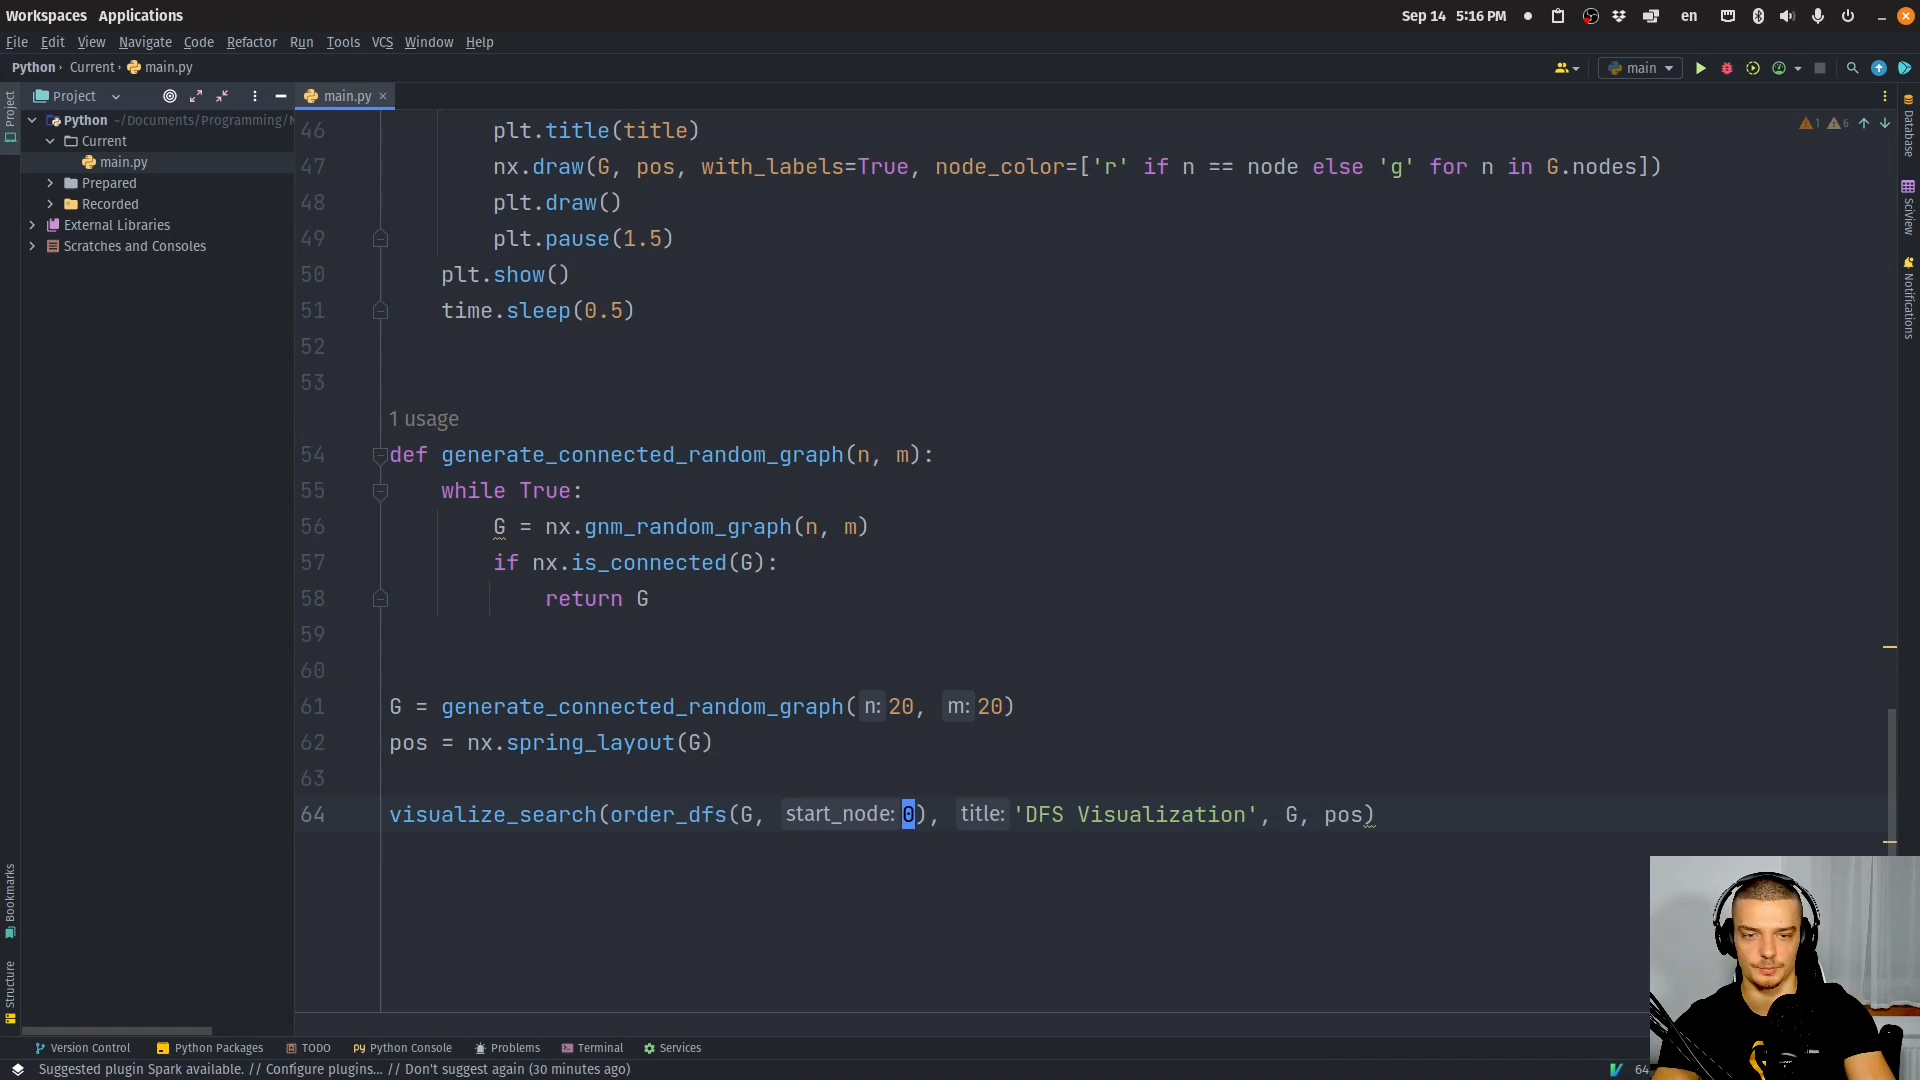 Workspaces Applications
Sep 14 5:16 PM
en
File Edit View Navigate Code Refactor Run Tools VCS Window Help
Python Current main.py
main
Project
main.py
Python ~/Documents/Programming/
Current
main.py
Prepared
Recorded
External Libraries
Scratches and Consoles
Project
Bookmarks
Structure
1 6
46 plt.title(title)
47 nx.draw(G, pos, with_labels=True, node_color=['r' if n == node else 'g' for n in G.nodes])
48 plt.draw()
49 plt.pause(1.5)
50 plt.show()
51 time.sleep(0.5)
52
53
1 usage
54 def generate_connected_random_graph(n, m):
55 while True:
56 G = nx.gnm_random_graph(n, m)
57 if nx.is_connected(G):
58 return G
59
60
61 G = generate_connected_random_graph( n: 20, m: 20)
62 pos = nx.spring_layout(G)
63
64 visualize_search(order_dfs(G, start_node: 0), title: 'DFS Visualization', G, pos)
Database
SciView
Notifications
Version Control Python Packages TODO Python Console Problems Terminal Services
Suggested plugin Spark available. // Configure plugins... // Don't suggest again (30 minutes ago)
64